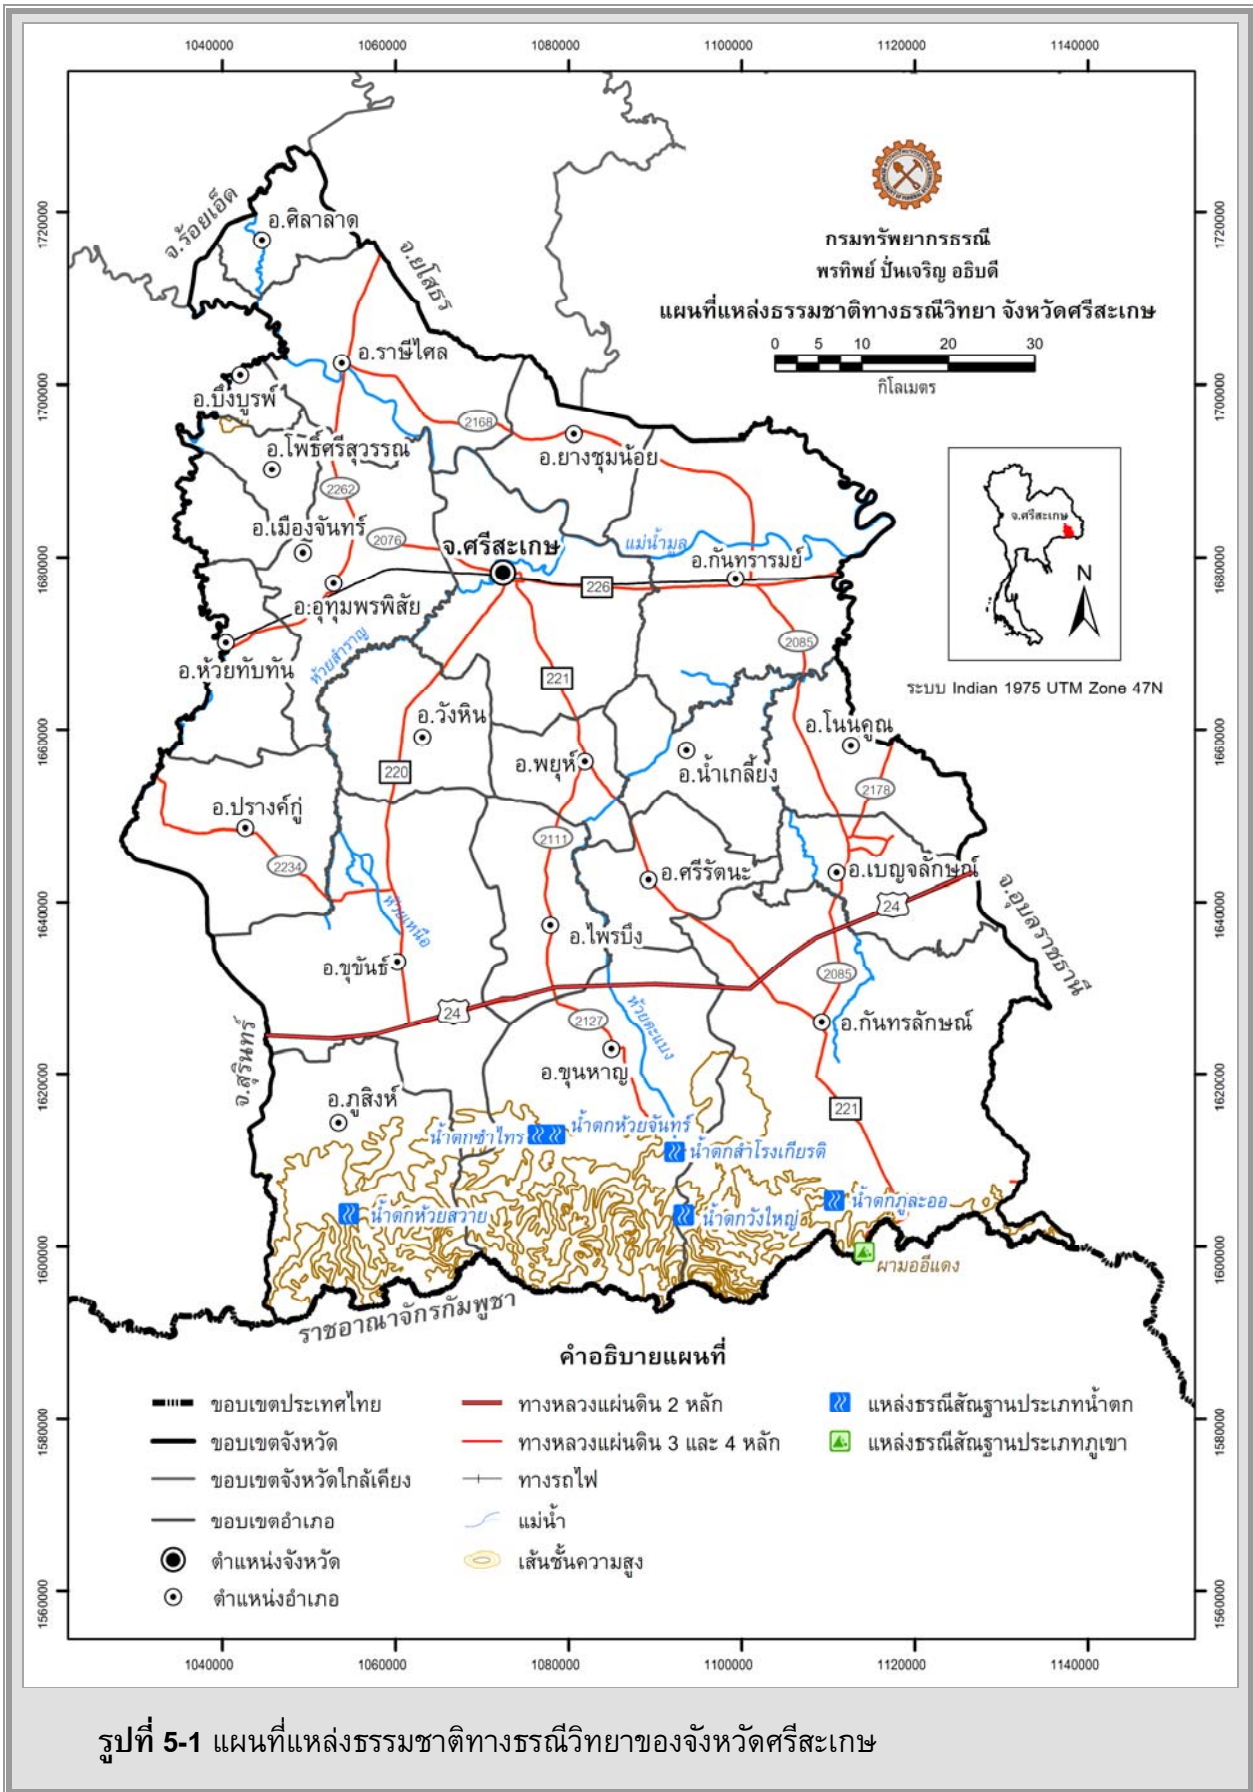 1040000 1060000 1080000 1100000 1120000 1140000
1720000
1700000
1680000
1660000
1640000
1620000
1600000
1580000
1560000
กรมทรัพยากรธรณี
พรทิพย์ ปั่นเจริญ อธิบดี
แผนที่แหล่งธรรมชาติทางธรณีวิทยา จังหวัดศรีสะเกษ
0 5 10 20 30
กิโลเมตร
จ.ศรีสะเกษ
N
ระบบ Indian 1975 UTM Zone 47N
จ.ร้อยเอ็ด
อ.ศิลาลาด
จ.ยโสธร
อ.ราษีไศล
อ.บึงบูรพ์
2168
อ.ยางชุมน้อย
อ.โพธิ์ศรีสุวรรณ
2262
อ.เมืองจันทร์
2076
จ.ศรีสะเกษ
แม่น้ำมูล
อ.กันทรารมย์
226
อ.อุทุมพรพิสัย
ห้วยสำราญ
2085
อ.ห้วยทับทัน
221
อ.วังหิน
อ.โนนคูณ
อ.พยุห์
อ.น้ำเกลี้ยง
220
2178
อ.ปรางค์กู่
2111
2234
อ.ศรีรัตนะ
อ.เบญจลักษณ์
จ.อุบลราชธานี
24
ห้วยเหนือ
อ.ไพรบึง
อ.ขุขันธ์
2085
24
2127
ห้วยตะแบง
อ.กันทรลักษณ์
จ.สุรินทร์
อ.ขุนหาญ
อ.ภูสิงห์
221
น้ำตกซำไทร
น้ำตกห้วยจันทร์
น้ำตกสำโรงเกียรติ
น้ำตกห้วยสวาย
น้ำตกวังใหญ่
น้ำตกภูละออ
ผามออีแดง
ราชอาณาจักรกัมพูชา
คำอธิบายแผนที่
ขอบเขตประเทศไทย
ขอบเขตจังหวัด
ขอบเขตจังหวัดใกล้เคียง
ขอบเขตอำเภอ
ตำแหน่งจังหวัด
ตำแหน่งอำเภอ
ทางหลวงแผ่นดิน 2 หลัก
ทางหลวงแผ่นดิน 3 และ 4 หลัก
ทางรถไฟ
แม่น้ำ
เส้นชั้นความสูง
แหล่งธรณีสัณฐานประเภทน้ำตก
แหล่งธรณีสัณฐานประเภทภูเขา
1720000
1700000
1680000
1660000
1640000
1620000
1600000
1580000
1560000
1040000 1060000 1080000 1100000 1120000 1140000
รูปที่ 5-1 แผนที่แหล่งธรรมชาติทางธรณีวิทยาของจังหวัดศรีสะเกษ